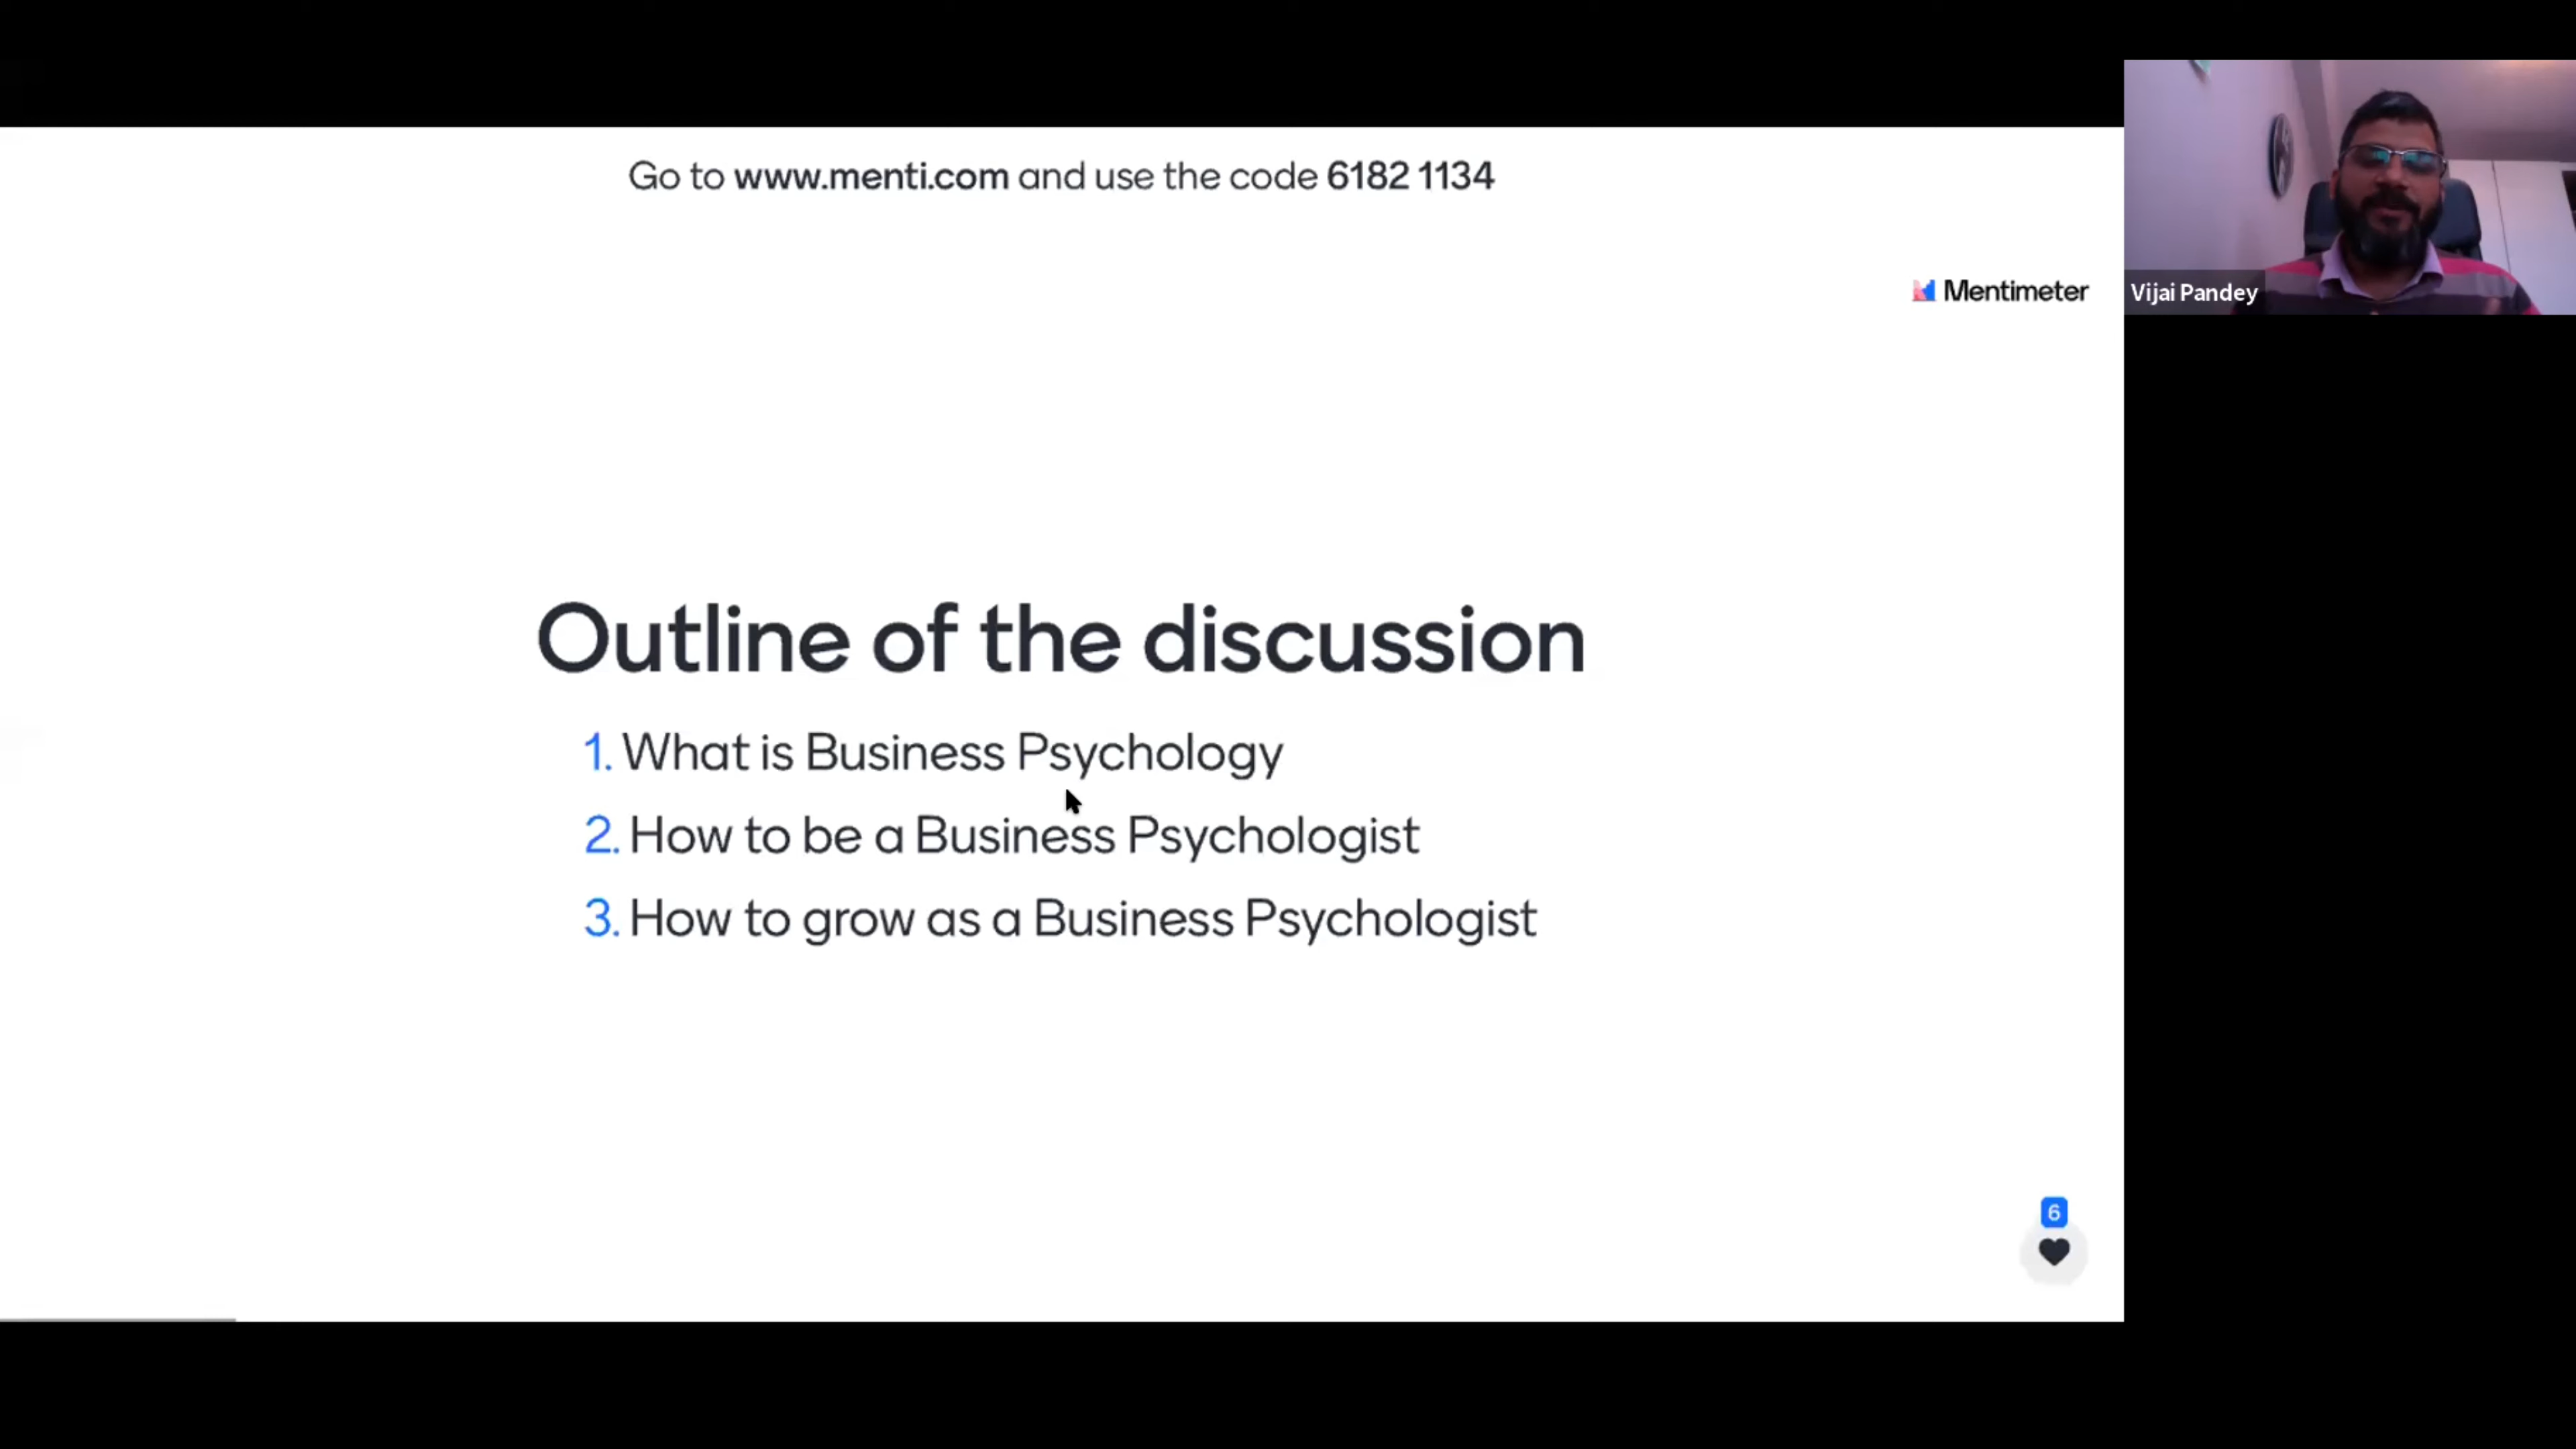 Go to www.menti.com and use the code 6182 1134
Mentimeter
Vijai Pandey
Outline of the discussion
1. What is Business Psychology
2. How to be a Business Psychologist
3. How to grow as a Business Psychologist
6